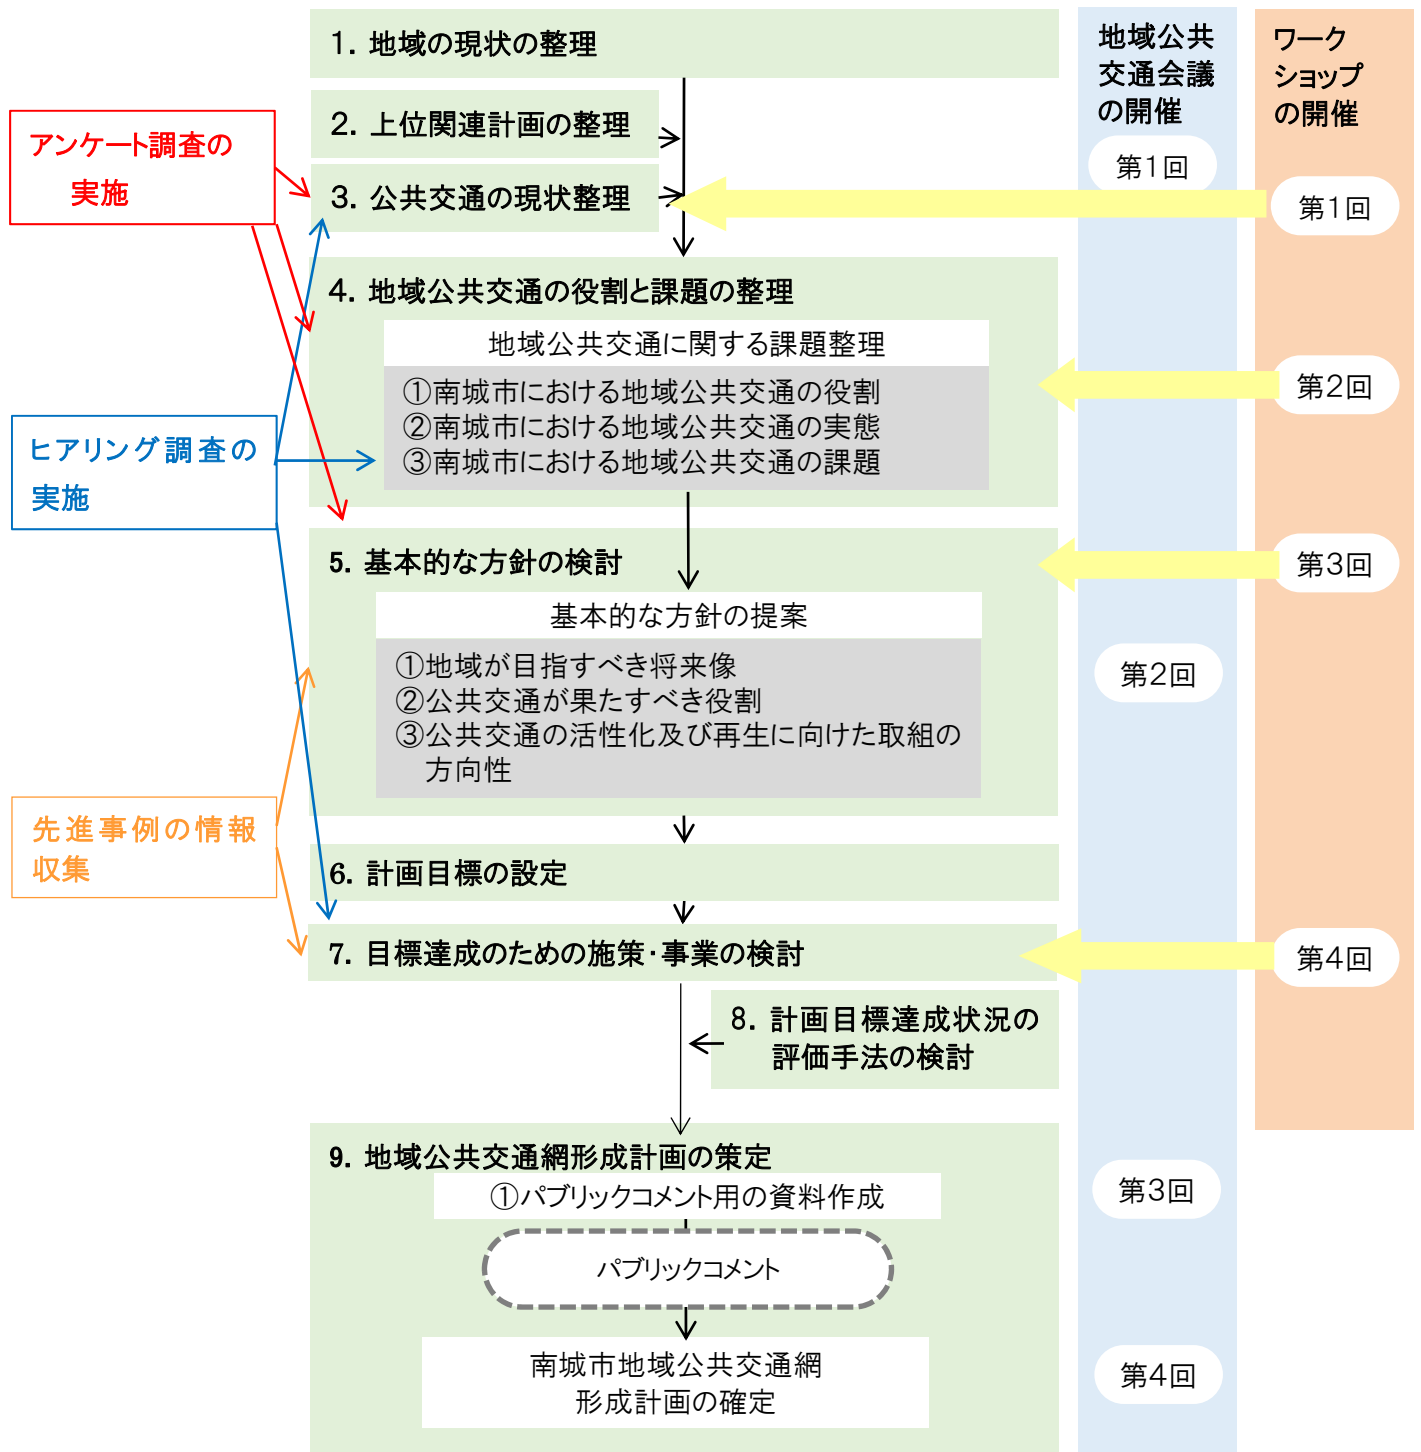 1．地域の現状の整理
2．上位関連計画の整理
3．公共交通の現状整理
アンケート調査の
実施
4．地域公共交通の役割と課題の整理
地域公共交通に関する課題整理
①南城市における地域公共交通の役割
②南城市における地域公共交通の実態
③南城市における地域公共交通の課題
ヒアリング調査の
実施
5．基本的な方針の検討
基本的な方針の提案
①地域が目指すべき将来像
②公共交通が果たすべき役割
③公共交通の活性化及び再生に向けた取組の
方向性
先進事例の情報
収集
6．計画目標の設定
7．目標達成のための施策・事業の検討
8．計画目標達成状況の
評価手法の検討
9．地域公共交通網形成計画の策定
①パブリックコメント用の資料作成
パブリックコメント
南城市地域公共交通網
形成計画の確定
地域公共
交通会議
の開催
第1回
第2回
第3回
第4回
ワーク
ショップ
の開催
第1回
第2回
第3回
第4回